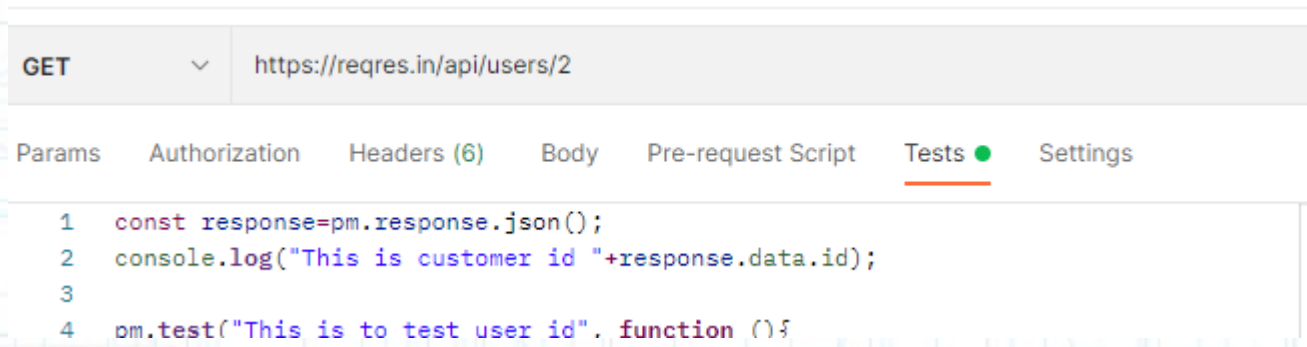 GET https://reqres.in/api/users/2
Params Authorization Headers (6) Body Pre-request Script Tests Settings
1 const response=pm.response.json();
2 console.log("This is customer id "+response.data.id);
3
4 pm.test("This is to test user id", function (){